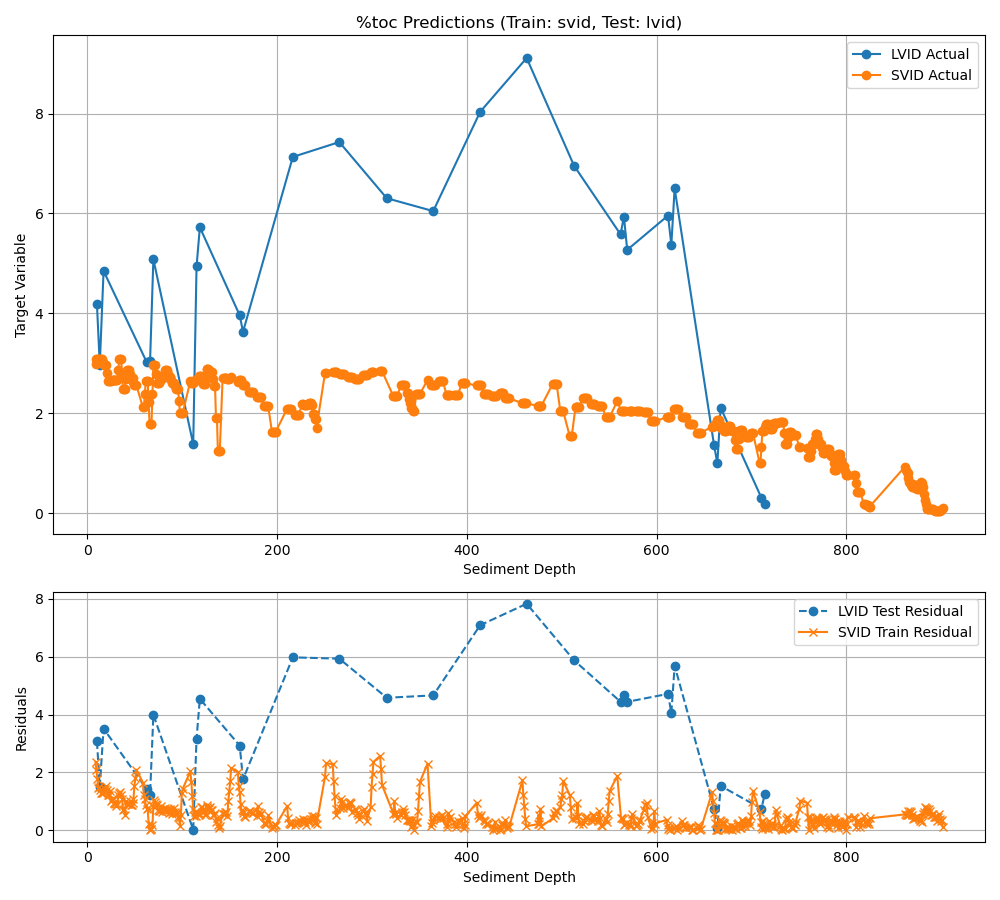 %toc Predictions (Train: svid, Test: lvid)
LVID Actual
SVID Actual
Target Variable
8
6
4
2
0
0 200 400 600 800
Sediment Depth
LVID Test Residual
SVID Train Residual
Residuals
8
6
4
2
0
0 200 400 600 800
Sediment Depth